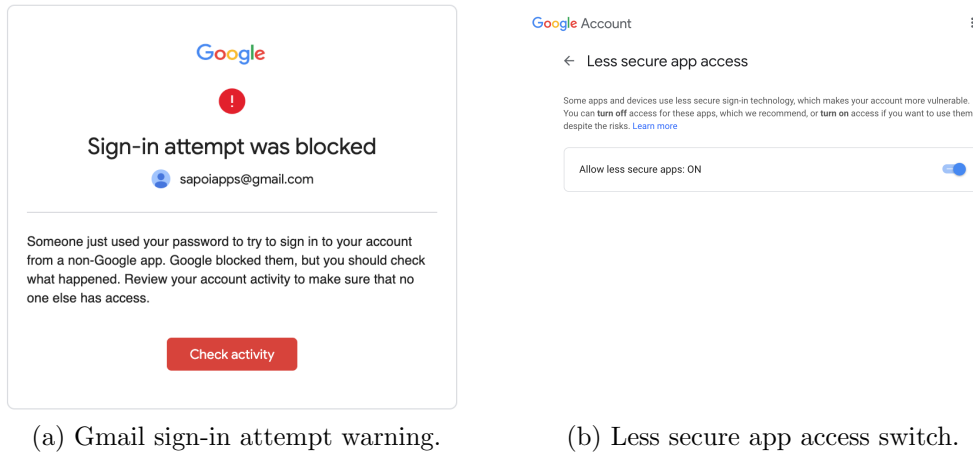 Google
!
Sign-in attempt was blocked
sapoiapps@gmail.com
Someone just used your password to try to sign in to your account
from a non-Google app. Google blocked them, but you should check
what happened. Review your account activity to make sure that no
one else has access.
Check activity
(a) Gmail sign-in attempt warning.
Google Account
Less secure app access
Some apps and devices use less secure sign-in technology, which makes your account more vulnerable.
You can turn off access for these apps, which we recommend, or turn on access if you want to use them
despite the risks. Learn more
Allow less secure apps: ON
(b) Less secure app access switch.